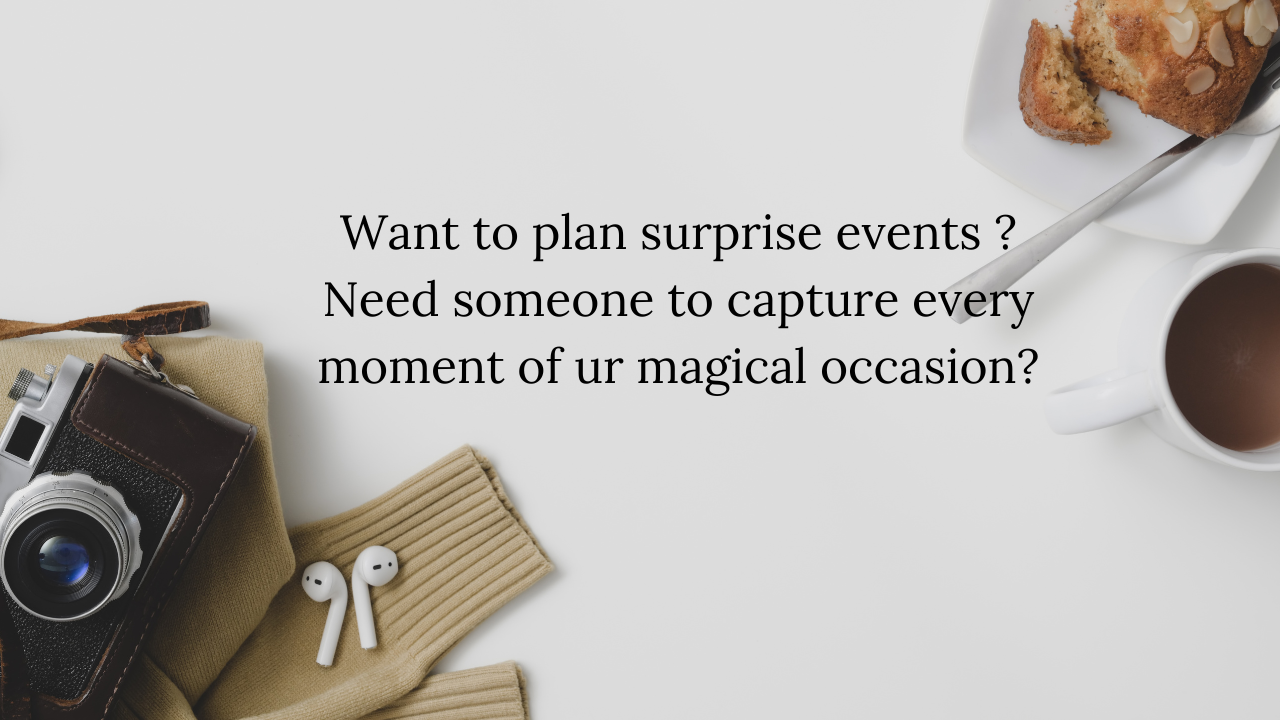 Want to plan surprise events ?
Need someone to capture every
moment of ur magical occasion?